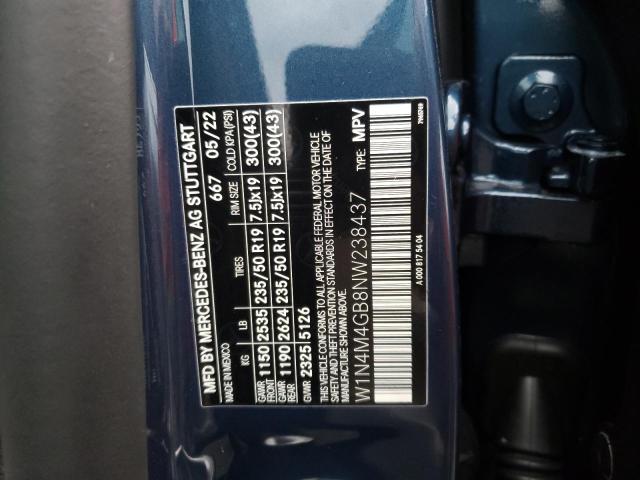 MFD BY MERCEDES-BENZ AG STUTTGART
MADE IN MEXICO 667 05/22
KG LB TIRES RIM SIZE COLD KPA(PSI)
GAWR FRONT 1150 2535 235/50 R19 7.5Jx19 300(43)
GAWR REAR 1190 2624 235/50 R19 7.5Jx19 300(43)
GVWR 2325 5126
THIS VEHICLE CONFORMS TO ALL APPLICABLE FEDERAL MOTOR VEHICLE
SAFETY AND THEFT PREVENTION STANDARDS IN EFFECT ON THE DATE OF
MANUFACTURE SHOWN ABOVE.
W1N4M4GB8NW238437 TYPE: MPV
A 000 817 54 04